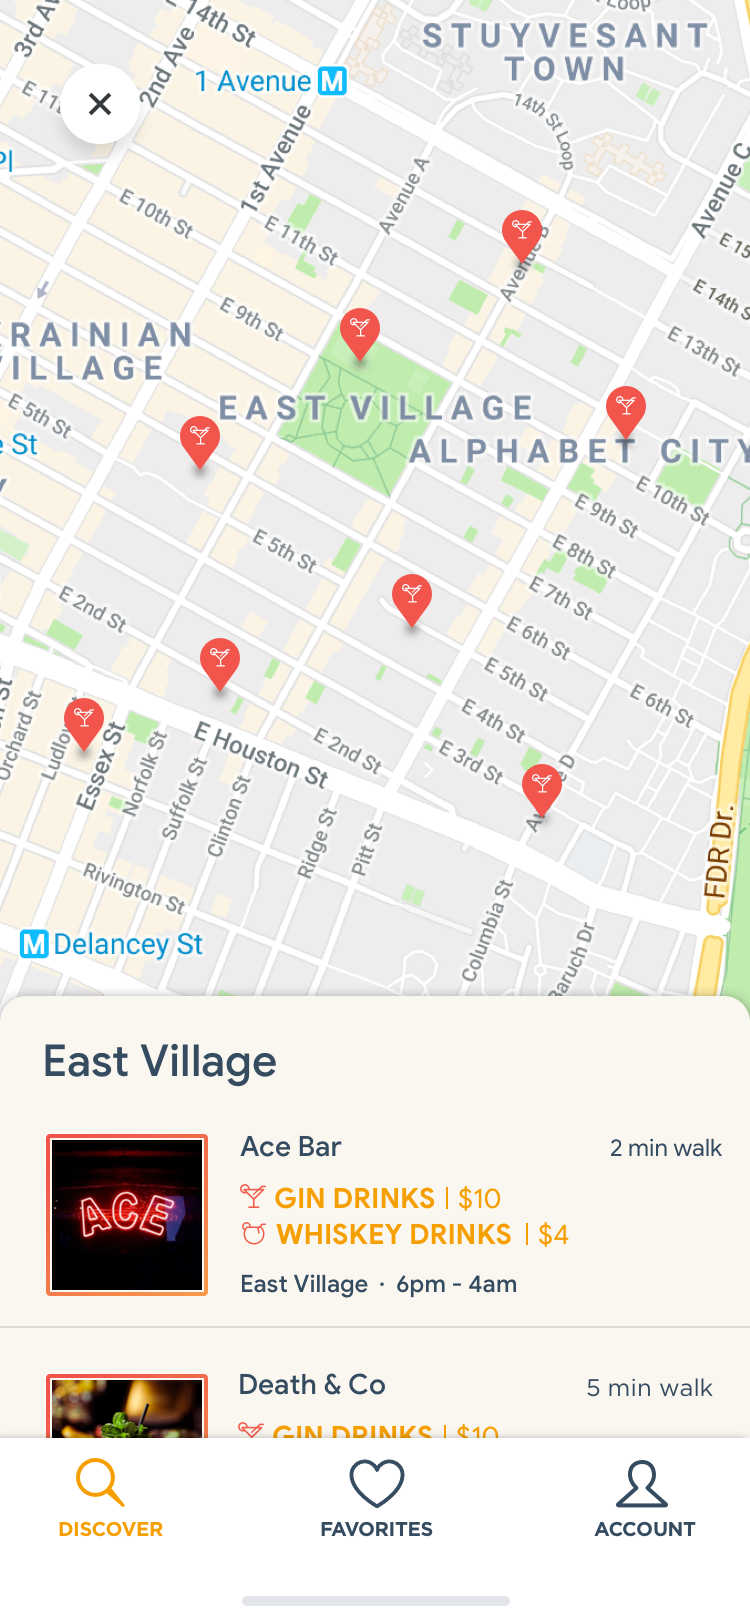 3rd Av
14th St
Loop
STUYVESANT
TOWN
2nd Ave
1 Avenue M
E 11
14th St Loop
1st Avenue
Avenue A
Avenue C
Pl
E 10th St
E 11th St
E 15
Avenue B
E 14th S
E 9th St
E 13th St
RAINIAN
VILLAGE
E 5th St
EAST VILLAGE
e St
ALPHABET CITY
E 10th St
E 9th St
E 5th St
E 8th St
E 7th St
E 2nd St
E 6th St
E 5th St
E 6th St
E 4th St
E 2nd St
E 3rd St
E Houston St
Orchard St
Ludlo
Essex St
Norfolk St
Suffolk St
Clinton St
Ridge St
Pitt St
FDR Dr.
Rivington St
Columbia St
Baruch Dr
M Delancey St
East Village
Ace Bar
2 min walk
ACE
GIN DRINKS | $10
WHISKEY DRINKS | $4
East Village · 6pm - 4am
Death & Co
5 min walk
GIN DRINKS | $10
DISCOVER
FAVORITES
ACCOUNT